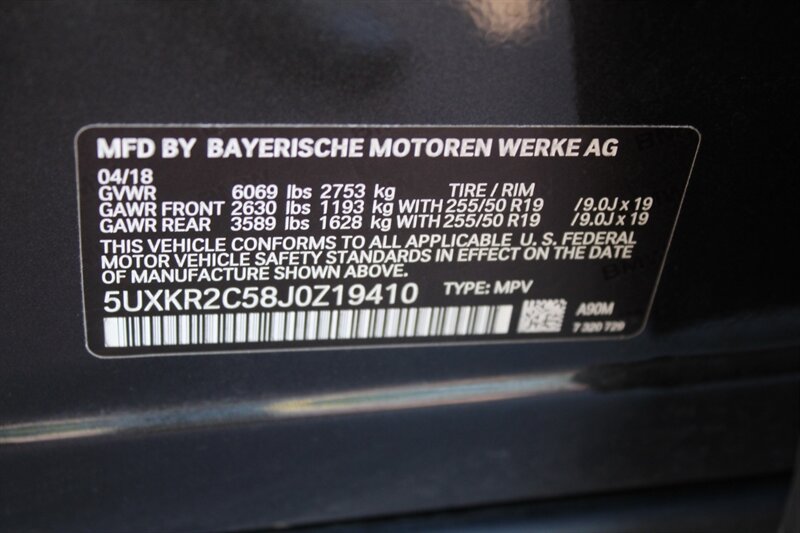 MFD BY BAYERISCHE MOTOREN WERKE AG
04/18
GVWR 6069 lbs 2753 kg TIRE / RIM
GAWR FRONT 2630 lbs 1193 kg WITH 255/50 R19 /9.0J x 19
GAWR REAR 3589 lbs 1628 kg WITH 255/50 R19 /9.0J x 19
THIS VEHICLE CONFORMS TO ALL APPLICABLE U. S. FEDERAL
MOTOR VEHICLE SAFETY STANDARDS IN EFFECT ON THE DATE
OF MANUFACTURE SHOWN ABOVE.
5UXKR2C58J0Z19410 TYPE: MPV
A90M
7 320 729